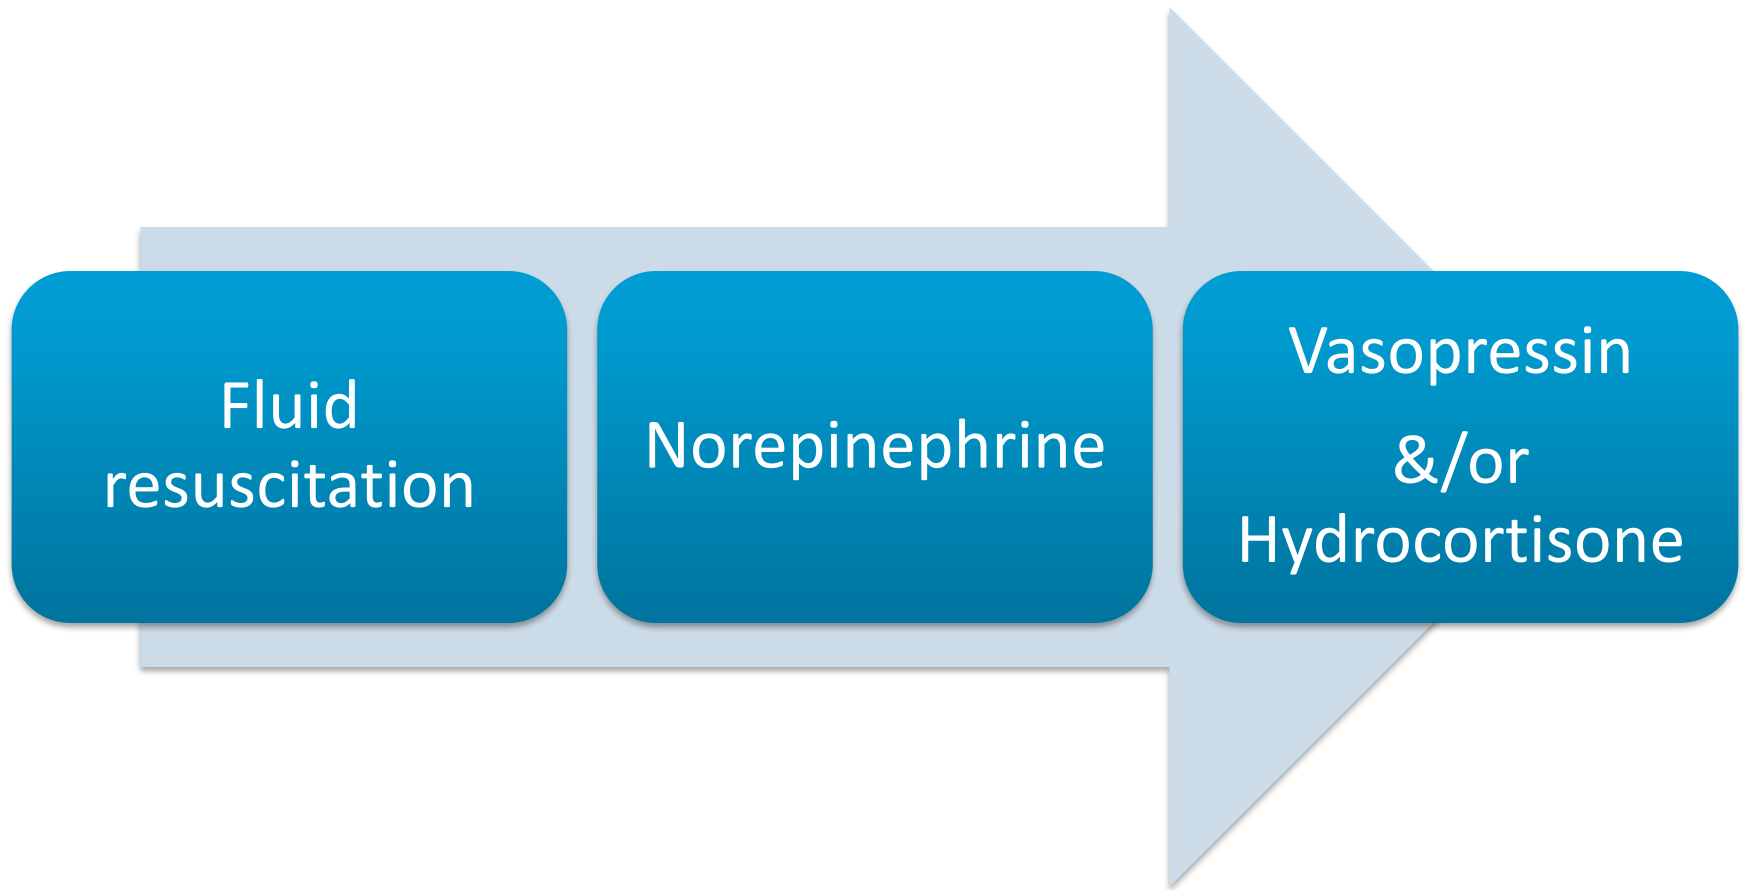 Fluid
resuscitation
Norepinephrine
Vasopressin
&/or
Hydrocortisone